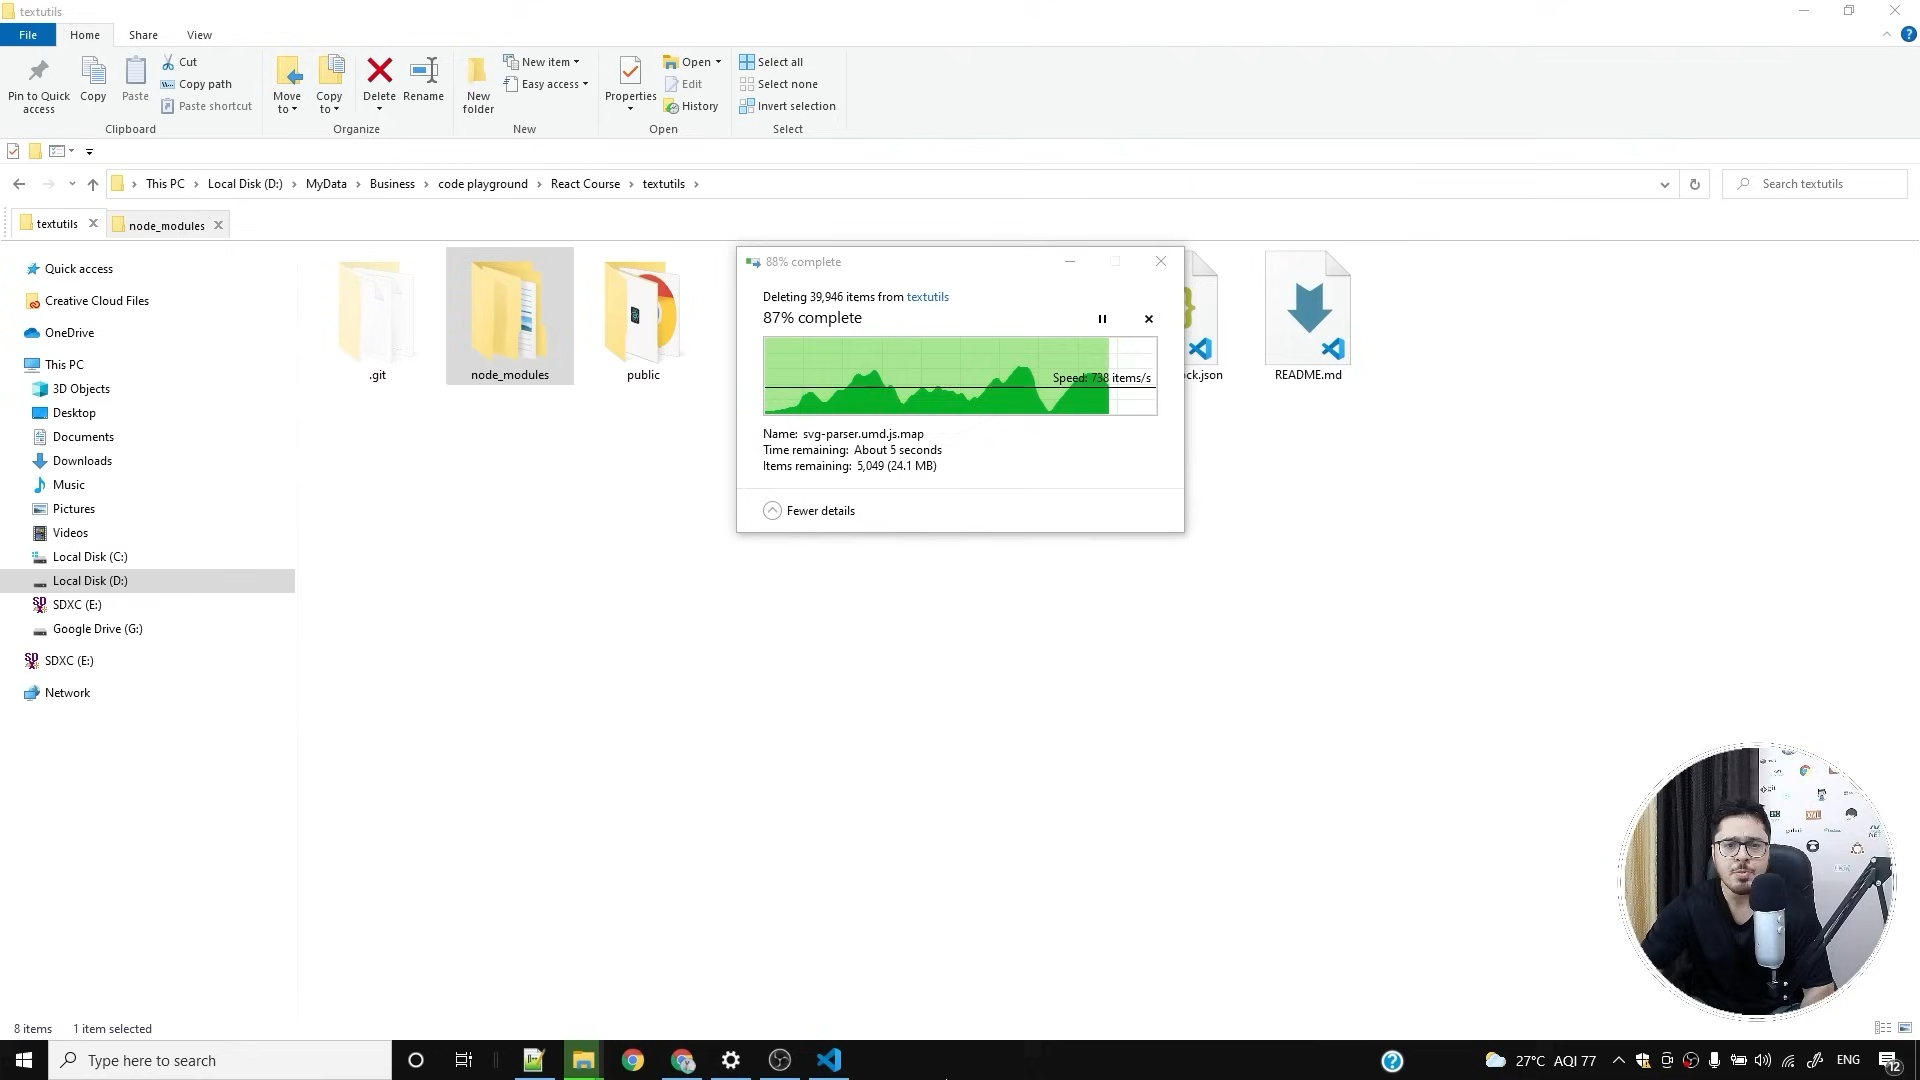 textutils
File
Home
Share
View
Pin to Quick access
Copy
Paste
Cut
Copy path
Paste shortcut
Clipboard
Move to
Copy to
Delete
Rename
Organize
New folder
New item
Easy access
New
Properties
Open
Edit
History
Open
Select all
Select none
Invert selection
Select
This PC
Local Disk (D:)
MyData
Business
code playground
React Course
textutils
Search textutils
textutils
node_modules
Quick access
Creative Cloud Files
OneDrive
This PC
3D Objects
Desktop
Documents
Downloads
Music
Pictures
Videos
Local Disk (C:)
Local Disk (D:)
SDXC (E:)
Google Drive (G:)
SDXC (E:)
Network
.git
node_modules
public
ock.json
README.md
88% complete
Deleting 39,946 items from textutils
87% complete
Speed: 738 items/s
Name: svg-parser.umd.js.map
Time remaining: About 5 seconds
Items remaining: 5,049 (24.1 MB)
Fewer details
8 items
1 item selected
Type here to search
27°C AQI 77
ENG
12